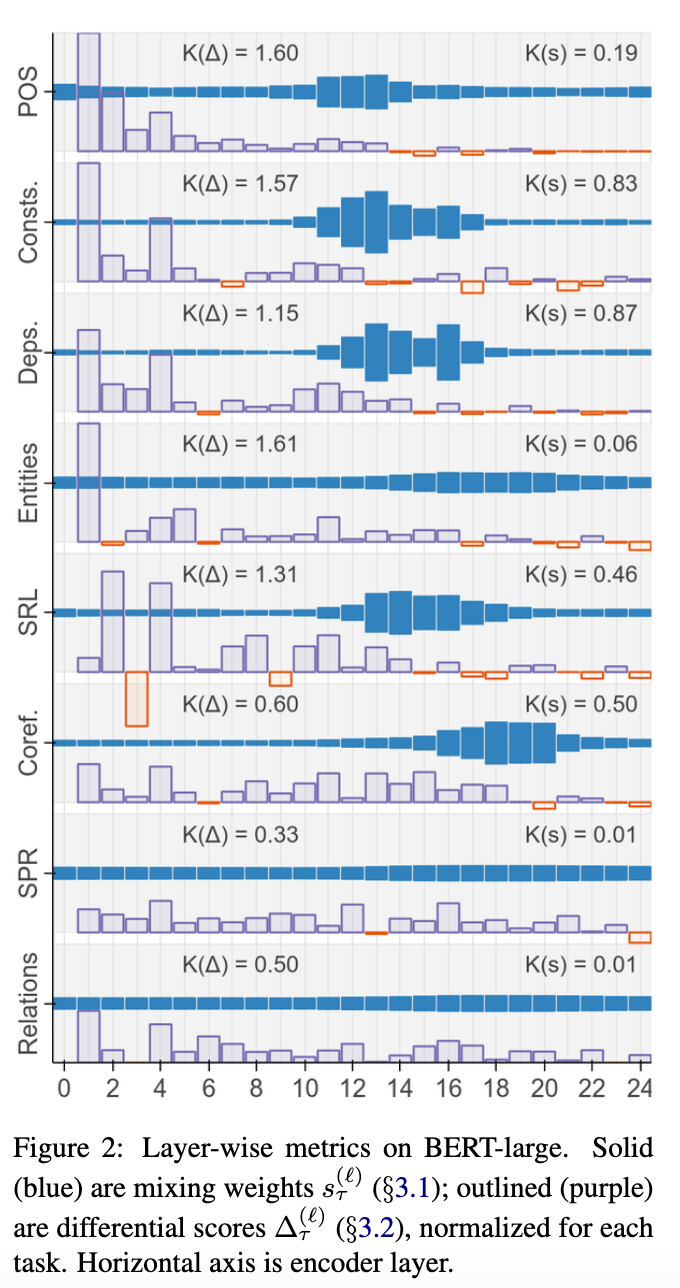 POS
K(Δ) = 1.60 K(s) = 0.19
Consts.
K(Δ) = 1.57 K(s) = 0.83
Deps.
K(Δ) = 1.15 K(s) = 0.87
Entities
K(Δ) = 1.61 K(s) = 0.06
SRL
K(Δ) = 1.31 K(s) = 0.46
Coref.
K(Δ) = 0.60 K(s) = 0.50
SPR
K(Δ) = 0.33 K(s) = 0.01
Relations
K(Δ) = 0.50 K(s) = 0.01
0 2 4 6 8 10 12 14 16 18 20 22 24
Figure 2: Layer-wise metrics on BERT-large. Solid
(blue) are mixing weights s_τ^(ℓ) (§3.1); outlined (purple)
are differential scores Δ_τ^(ℓ) (§3.2), normalized for each
task. Horizontal axis is encoder layer.